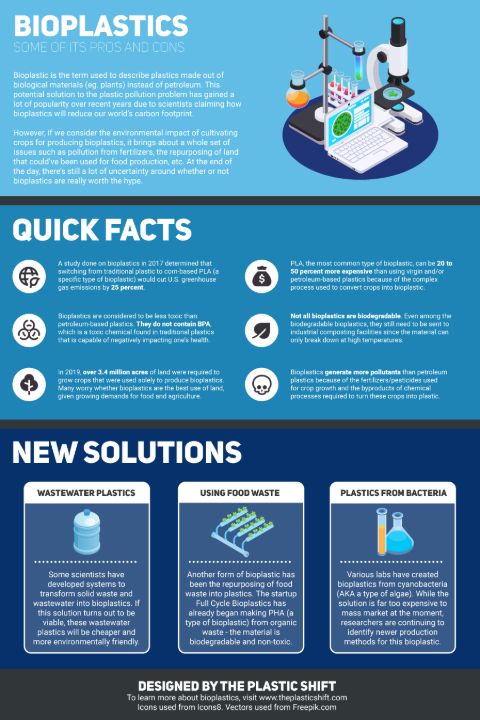 BIOPLASTICS
SOME OF ITS PROS AND CONS
Bioplastic is the term used to describe plastics made out of
biological materials (eg. plants) instead of petroleum. This
potential solution to the plastic pollution problem has gained a
lot of popularity over recent years due to scientists claiming how
bioplastics will reduce our world's carbon footprint.
However, if we consider the environmental impact of cultivating
crops for producing bioplastics, it brings about a whole set of
issues such as pollution from fertilizers, the repurposing of land
that could've been used for food production, etc. At the end of
the day, there's still a lot of uncertainty around whether or not
bioplastics are really worth the hype.
QUICK FACTS
A study done on bioplastics in 2017 determined that
switching from traditional plastic to corn-based PLA (a
specific type of bioplastic) would cut U.S. greenhouse
gas emissions by 25 percent.
PLA, the most common type of bioplastic, can be 20 to
50 percent more expensive than using virgin and/or
petroleum-based plastics because of the complex
process used to convert crops into bioplastic.
Bioplastics are considered to be less toxic than
petroleum-based plastics. They do not contain BPA,
which is a toxic chemical found in traditional plastics
that is capable of negatively impacting one's health.
Not all bioplastics are biodegradable. Even among the
biodegradable bioplastics, they still need to be sent to
industrial composting facilities since the material can
only break down at high temperatures.
In 2019, over 3.4 million acres of land were required to
grow crops that were used solely to produce bioplastics.
Many worry whether bioplastics are the best use of land,
given growing demands for food and agriculture.
Bioplastics generate more pollutants than petroleum
plastics because of the fertilizers/pesticides used
for crop growth and the byproducts of chemical
processes required to turn these crops into plastic.
NEW SOLUTIONS
WASTEWATER PLASTICS
Some scientists have
developed systems to
transform solid waste and
wastewater into bioplastics. If
this solution turns out to be
viable, these wastewater
plastics will be cheaper and
more environmentally friendly.
USING FOOD WASTE
Another form of bioplastic has
been the repurposing of food
waste into plastics. The startup
Full Cycle Bioplastics has
already began making PHA (a
type of bioplastic) from organic
waste - the material is
biodegradable and non-toxic.
PLASTICS FROM BACTERIA
Various labs have created
bioplastics from cyanobacteria
(AKA a type of algae). While the
solution is far too expensive to
mass market at the moment,
researchers are continuing to
identify newer production
methods for this bioplastic.
DESIGNED BY THE PLASTIC SHIFT
To learn more about bioplastics, visit www.theplasticshift.com
Icons used from Icons8. Vectors used from Freepik.com